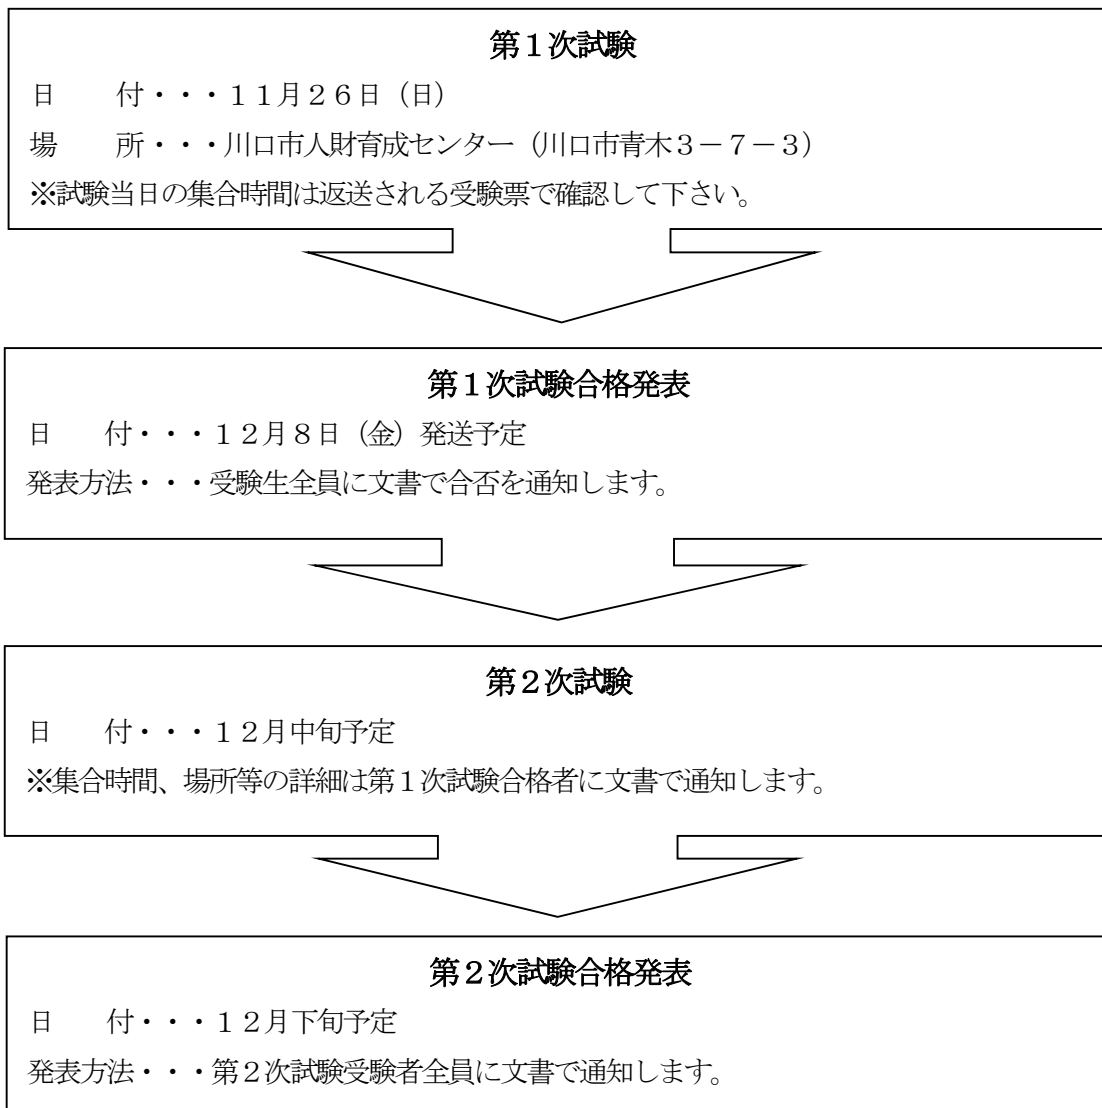 第１次試験
日　　付・・・１１月２６日（日）
場　　所・・・川口市人財育成センター（川口市青木３－７－３）
※試験当日の集合時間は返送される受験票で確認して下さい。
第１次試験合格発表
日　　付・・・１２月８日（金）発送予定
発表方法・・・受験生全員に文書で合否を通知します。
第２次試験
日　　付・・・１２月中旬予定
※集合時間、場所等の詳細は第１次試験合格者に文書で通知します。
第２次試験合格発表
日　　付・・・１２月下旬予定
発表方法・・・第２次試験受験者全員に文書で通知します。